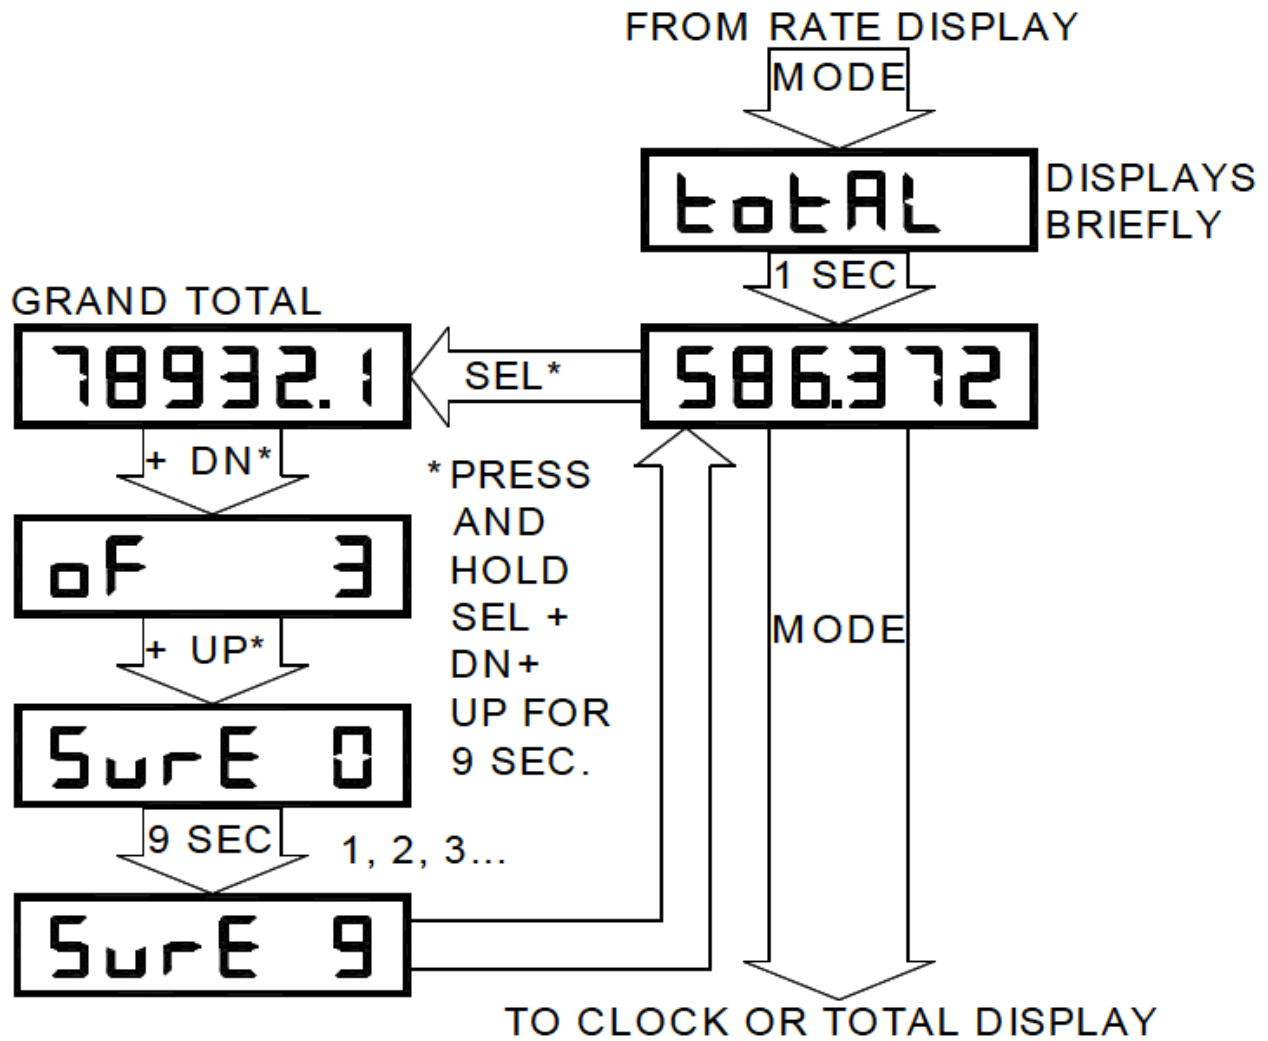 FROM RATE DISPLAY
MODE
totAL
DISPLAYS
BRIEFLY
1 SEC
GRAND TOTAL
78932.1
SEL*
586.372
+ DN*
*PRESS
AND
HOLD
SEL +
DN+
UP FOR
9 SEC.
oF 3
+ UP*
MODE
SurE 0
9 SEC
1, 2, 3...
SurE 9
TO CLOCK OR TOTAL DISPLAY